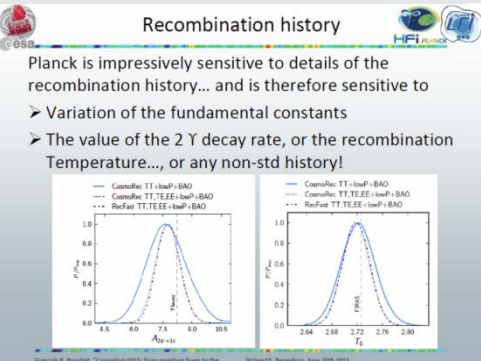 Recombination history
esa
HFi PLANCK
Planck is impressively sensitive to details of the
recombination history... and is therefore sensitive to
➤ Variation of the fundamental constants
➤ The value of the 2 ϒ decay rate, or the recombination
Temperature..., or any non-std history!
CosmoRec TT+lowP+BAO
CosmoRec TT,TE,EE+lowP+BAO
RecFast TT,TE,EE+lowP+BAO
1.0
0.8
0.6
0.4
0.2
0.0
P/Pmax
Theory
4.5 6.0 7.5 9.0 10.5
A2s→1s
CosmoRec TT+lowP+BAO
CosmoRec TT,TE,EE+lowP+BAO
RecFast TT,TE,EE+lowP+BAO
1.0
0.8
0.6
0.4
0.2
0.0
P/Pmax
FIRAS
2.64 2.68 2.72 2.76 2.80
T0